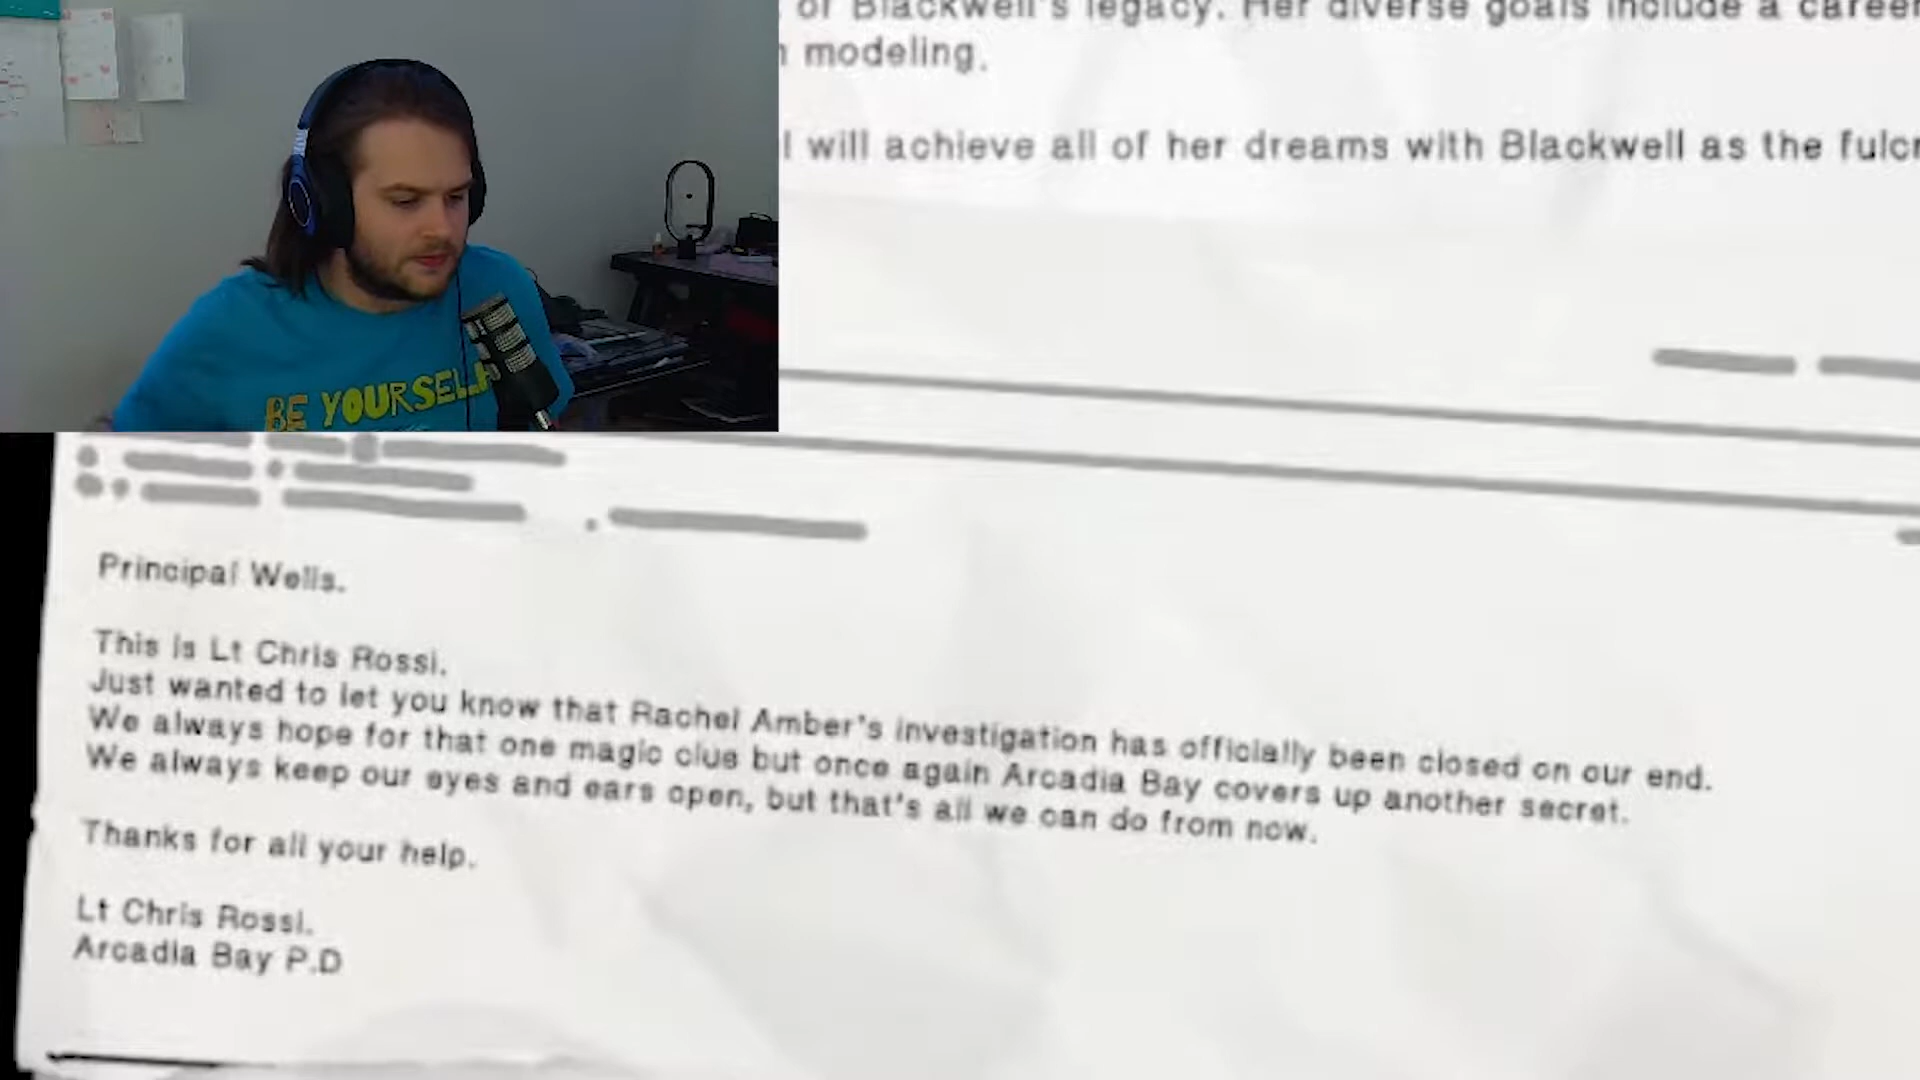 of Blackwell's legacy. Her diverse goals include a career
modeling.
will achieve all of her dreams with Blackwell as the
BE YOURSELF
Principal Wells.
This is Lt Chris Rossi.
Just wanted to let you know that Rachel Amber's investigation has officially been closed on our end.
We always hope for that one magic clue but once again Arcadia Bay covers up another secret.
We always keep our eyes and ears open, but that's all we can do from now.
Thanks for all your help.
Lt Chris Rossi.
Arcadia Bay P.D